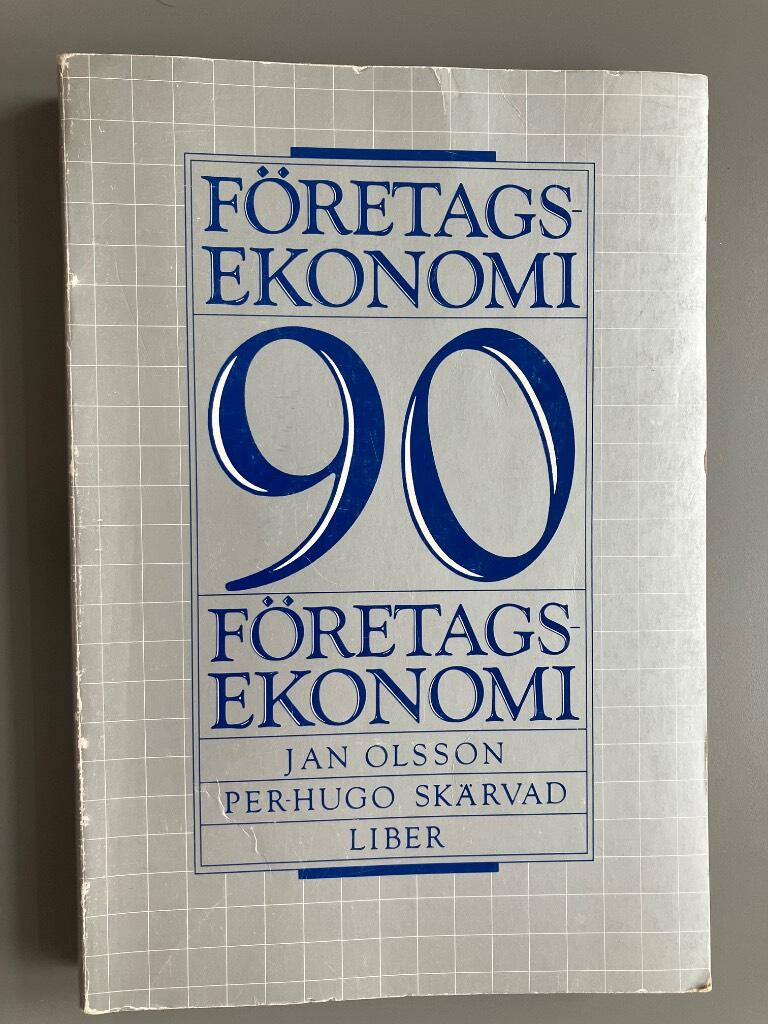 FÖRETAGS-
EKONOMI
90
FÖRETAGS-
EKONOMI
JAN OLSSON
PER-HUGO SKÄRVAD
LIBER